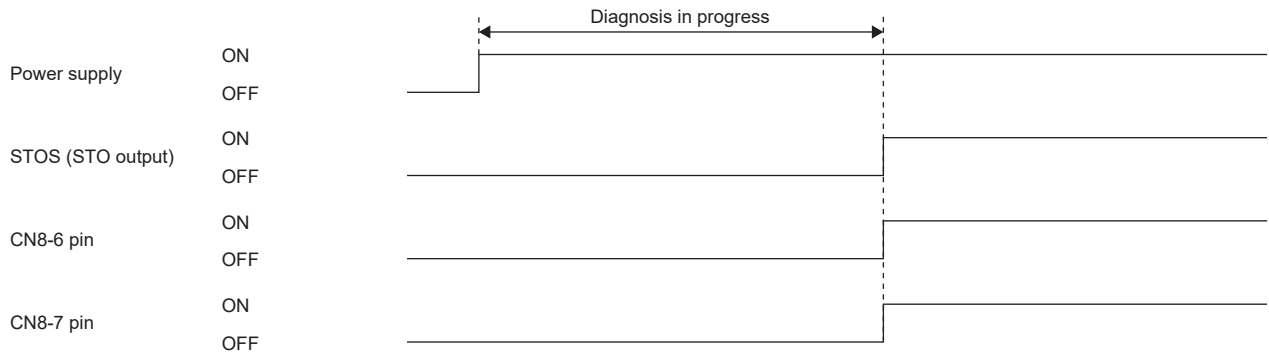 Diagnosis in progress
Power supply
ON
OFF
STOS (STO output)
ON
OFF
CN8-6 pin
ON
OFF
CN8-7 pin
ON
OFF